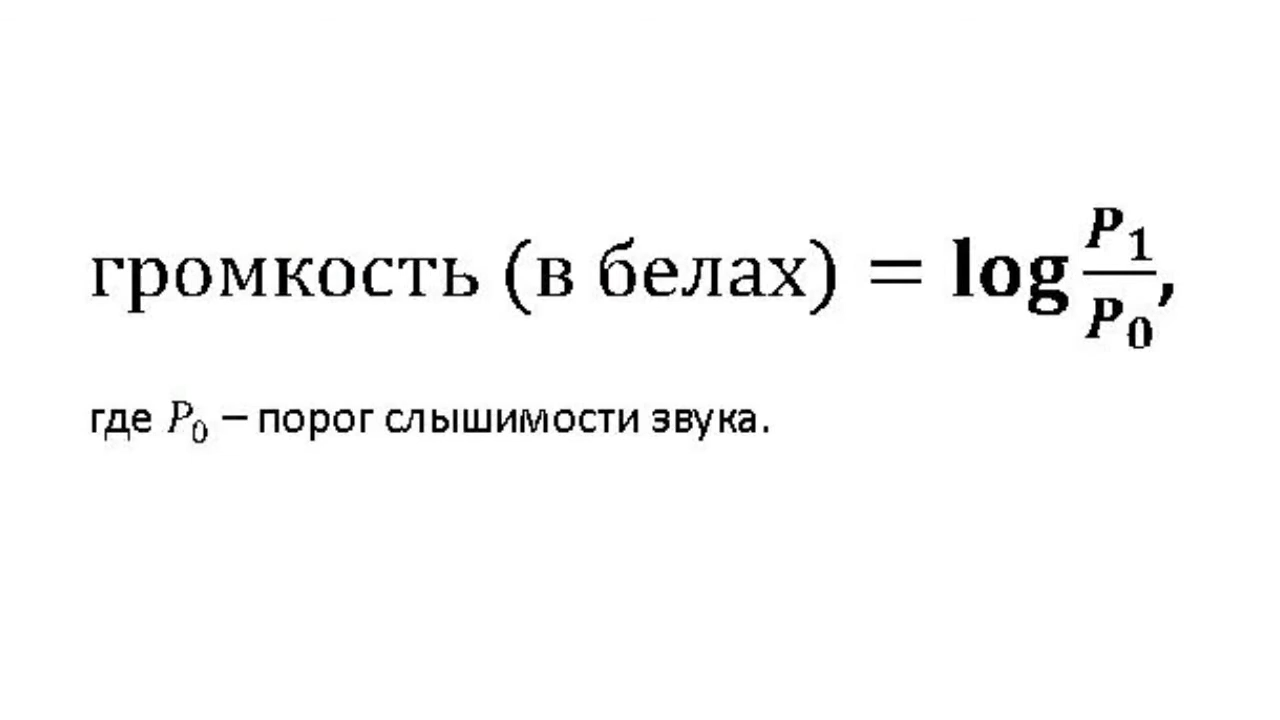 громкость (в белах) = log P₁/P₀,
где P₀ – порог слышимости звука.